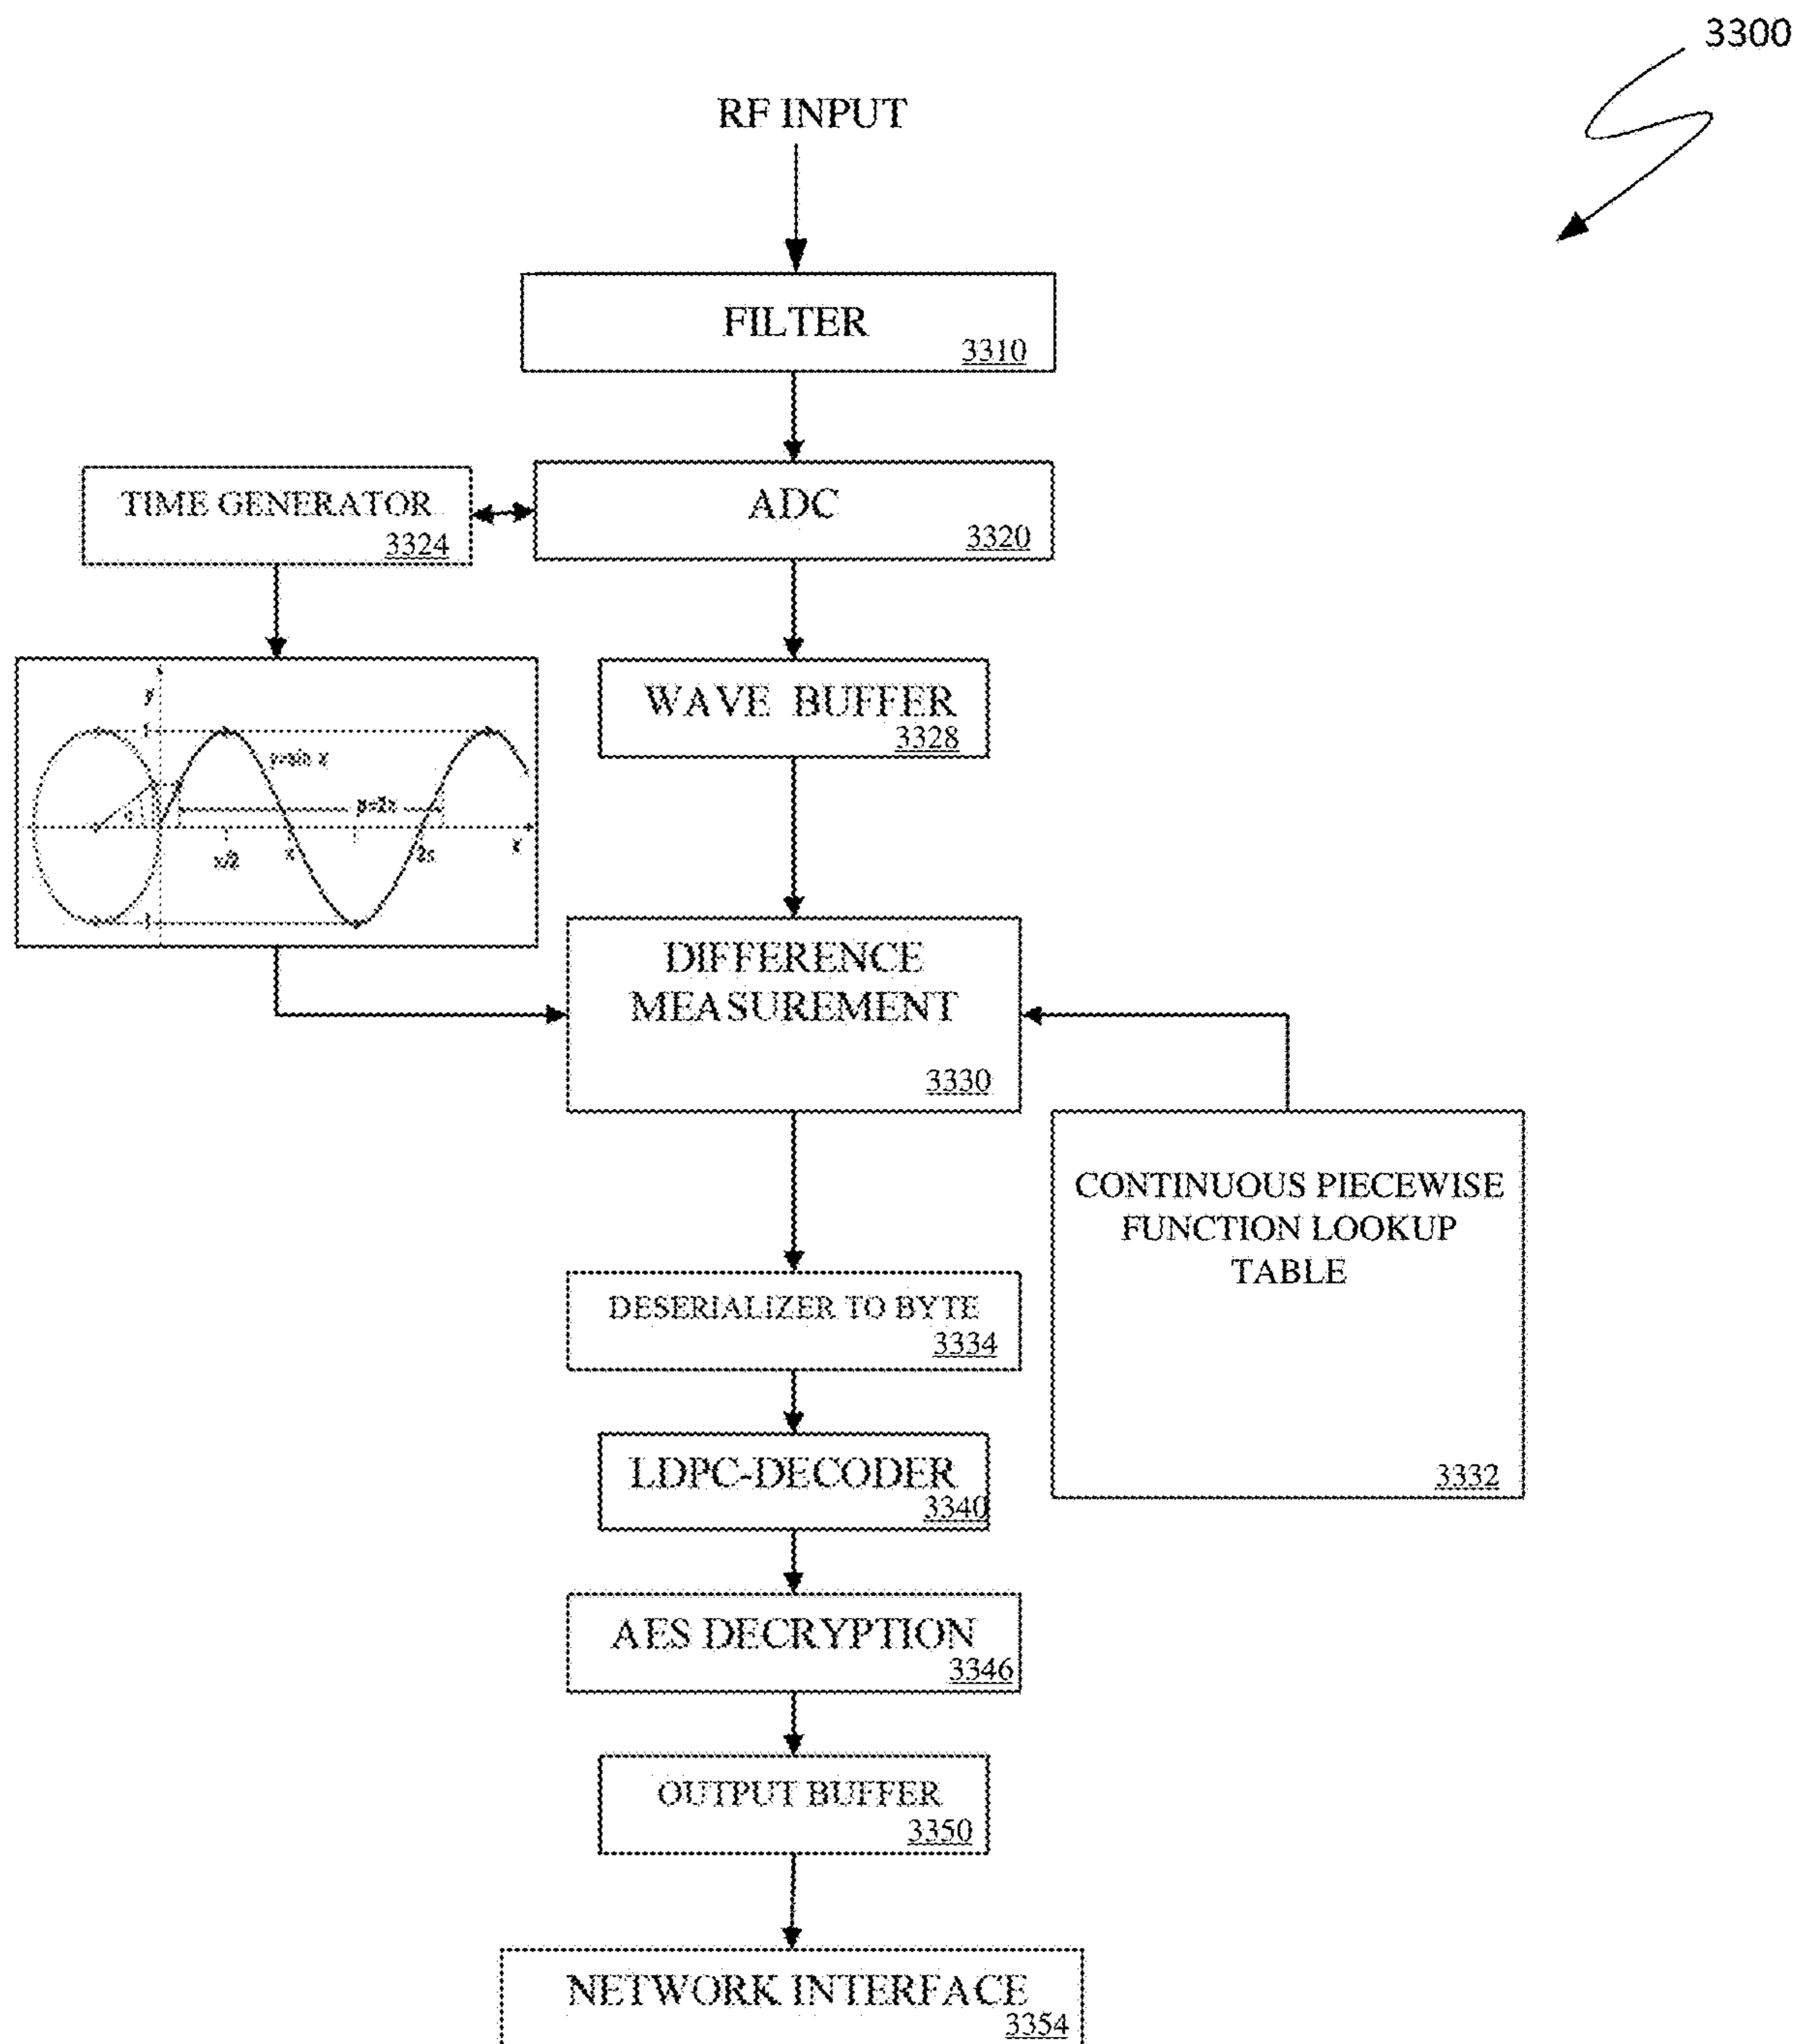 3300
RF INPUT
FILTER
3310
TIME GENERATOR
3324
ADC
3320
WAVE BUFFER
3328
y
y=sin x
2π
x
DIFFERENCE
MEASUREMENT
3330
CONTINUOUS PIECEWISE
FUNCTION LOOKUP
TABLE
3332
DESERIALIZER TO BYTE
3334
LDPC-DECODER
3340
AES DECRYPTION
3346
OUTPUT BUFFER
3350
NETWORK INTERFACE
3354